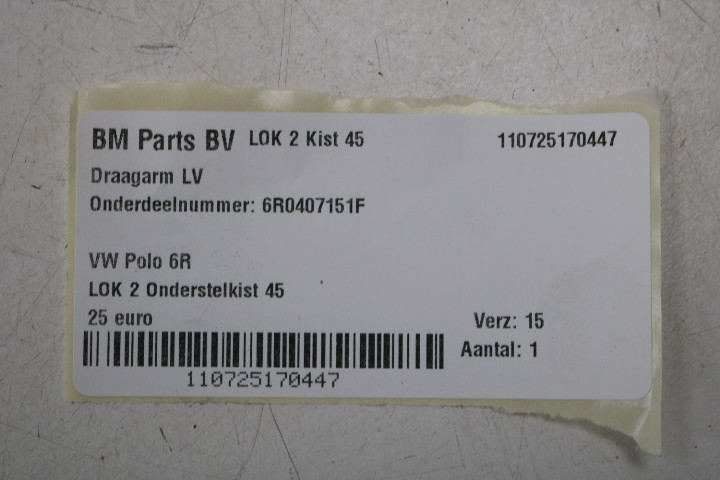 BM Parts BV LOK 2 Kist 45 110725170447
Draagarm LV
Onderdeelnummer: 6R0407151F
VW Polo 6R
LOK 2 Onderstelkist 45
25 euro Verz: 15
Aantal: 1
110725170447